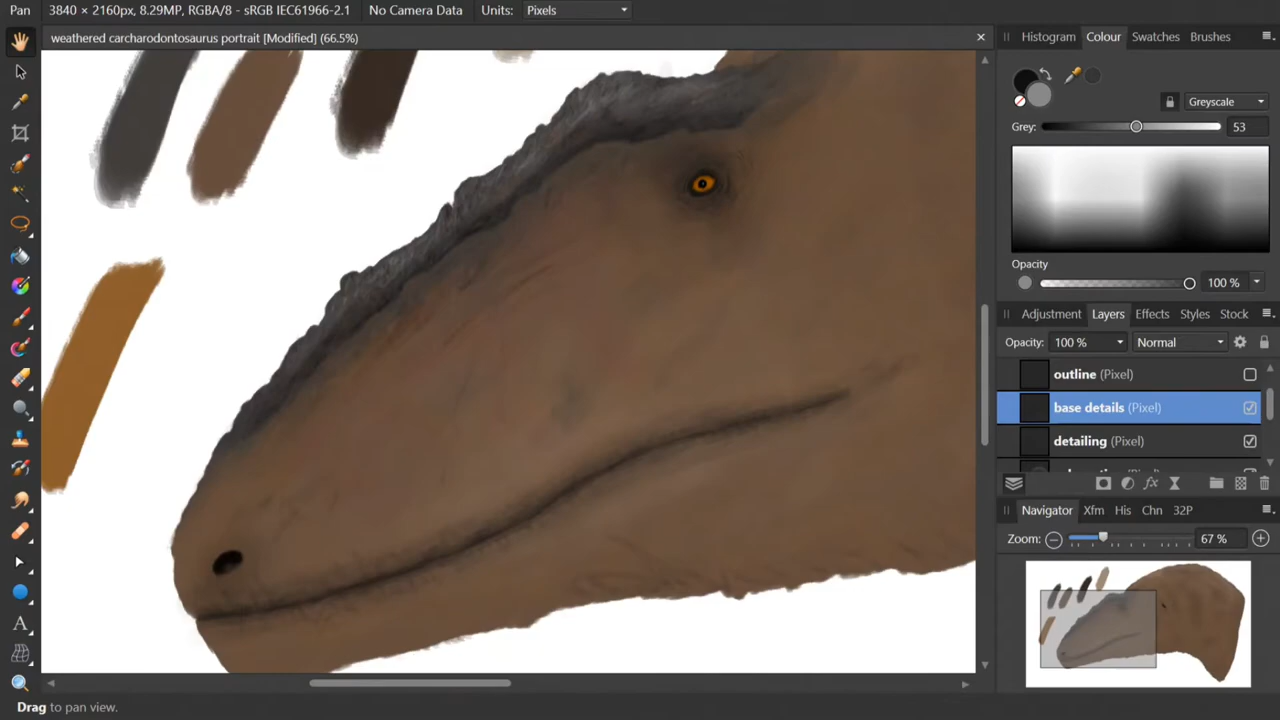 Pan 3840 × 2160px, 8.29MP, RGBA/8 - sRGB IEC61966-2.1 No Camera Data Units: Pixels
weathered carcharodontosaurus portrait [Modified] (66.5%)
Histogram Colour Swatches Brushes
Greyscale
Grey: 53
Opacity
100 %
Adjustment Layers Effects Styles Stock
Opacity: 100 % Normal
outline (Pixel)
base details (Pixel)
detailing (Pixel)
Navigator Xfm His Chn 32P
Zoom: 67 %
Drag to pan view.